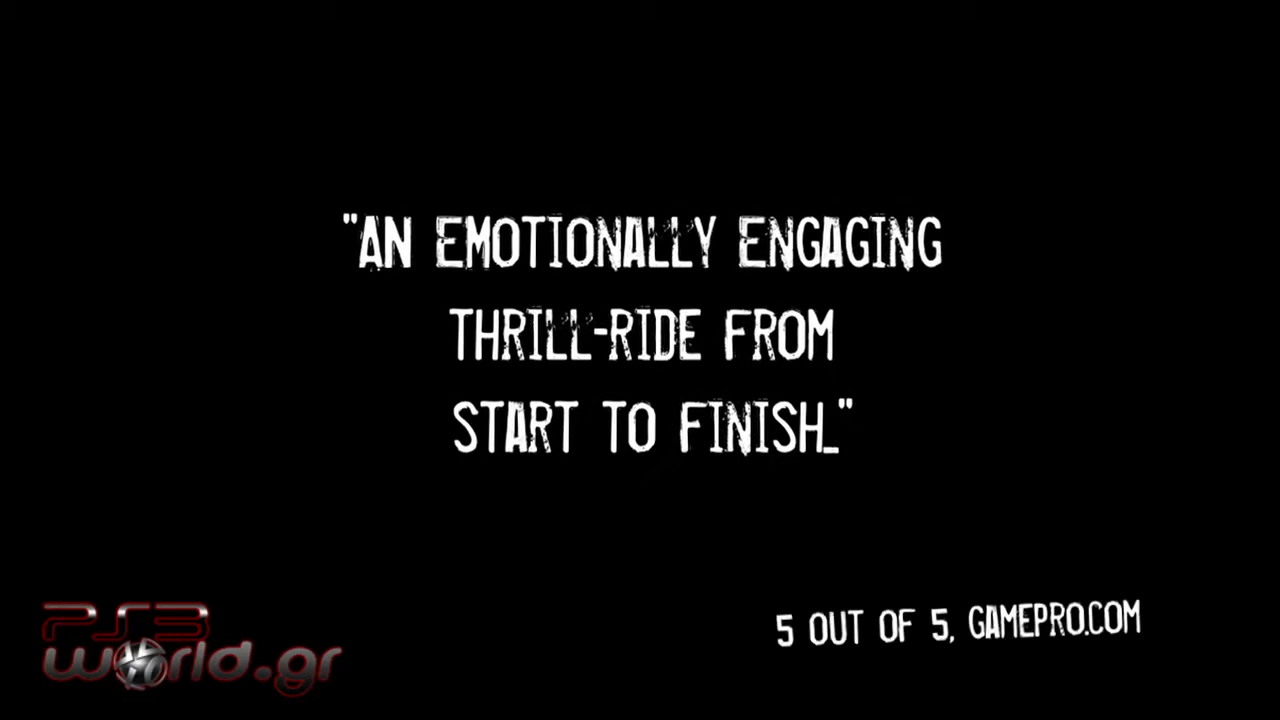 "AN EMOTIONALLY ENGAGING
THRILL-RIDE FROM
START TO FINISH..."
5 OUT OF 5, GAMEPRO.COM
PS3
world.gr